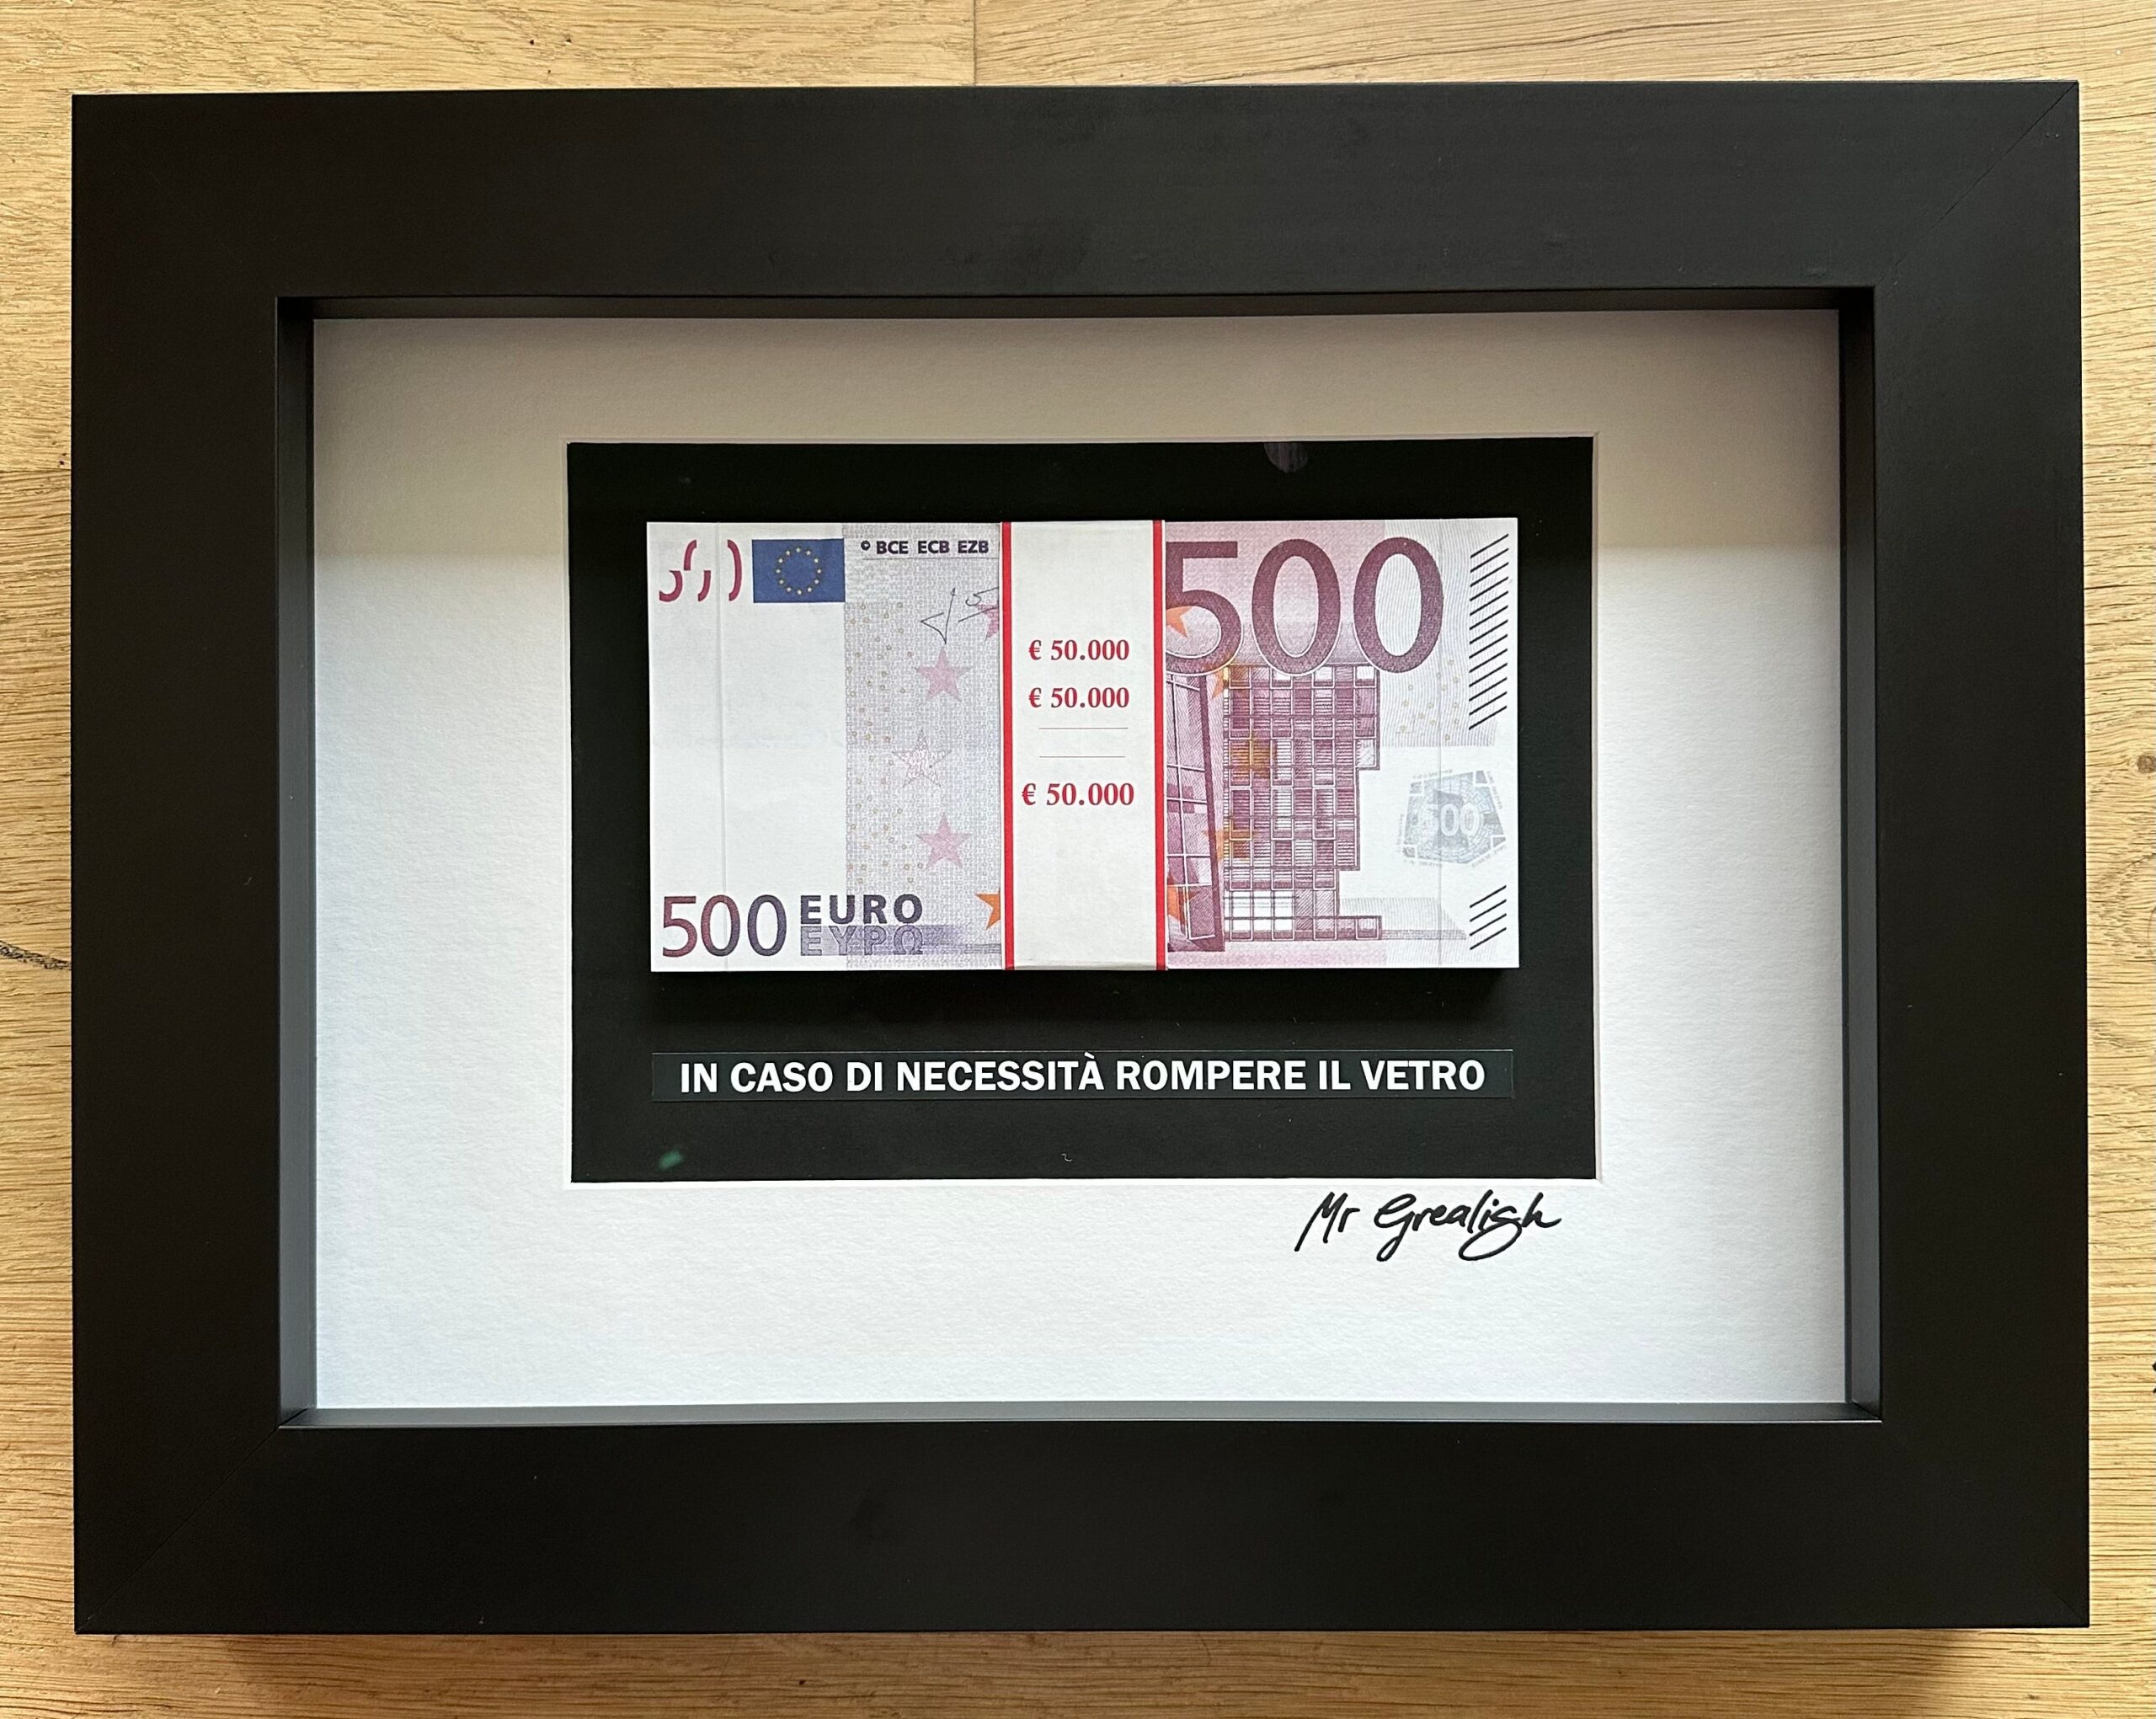 © BCE ECB EZB
500
€ 50.000
€ 50.000
€ 50.000
500
500 EURO
ΕΥΡΩ
IN CASO DI NECESSITÀ ROMPERE IL VETRO
Mr Grealish